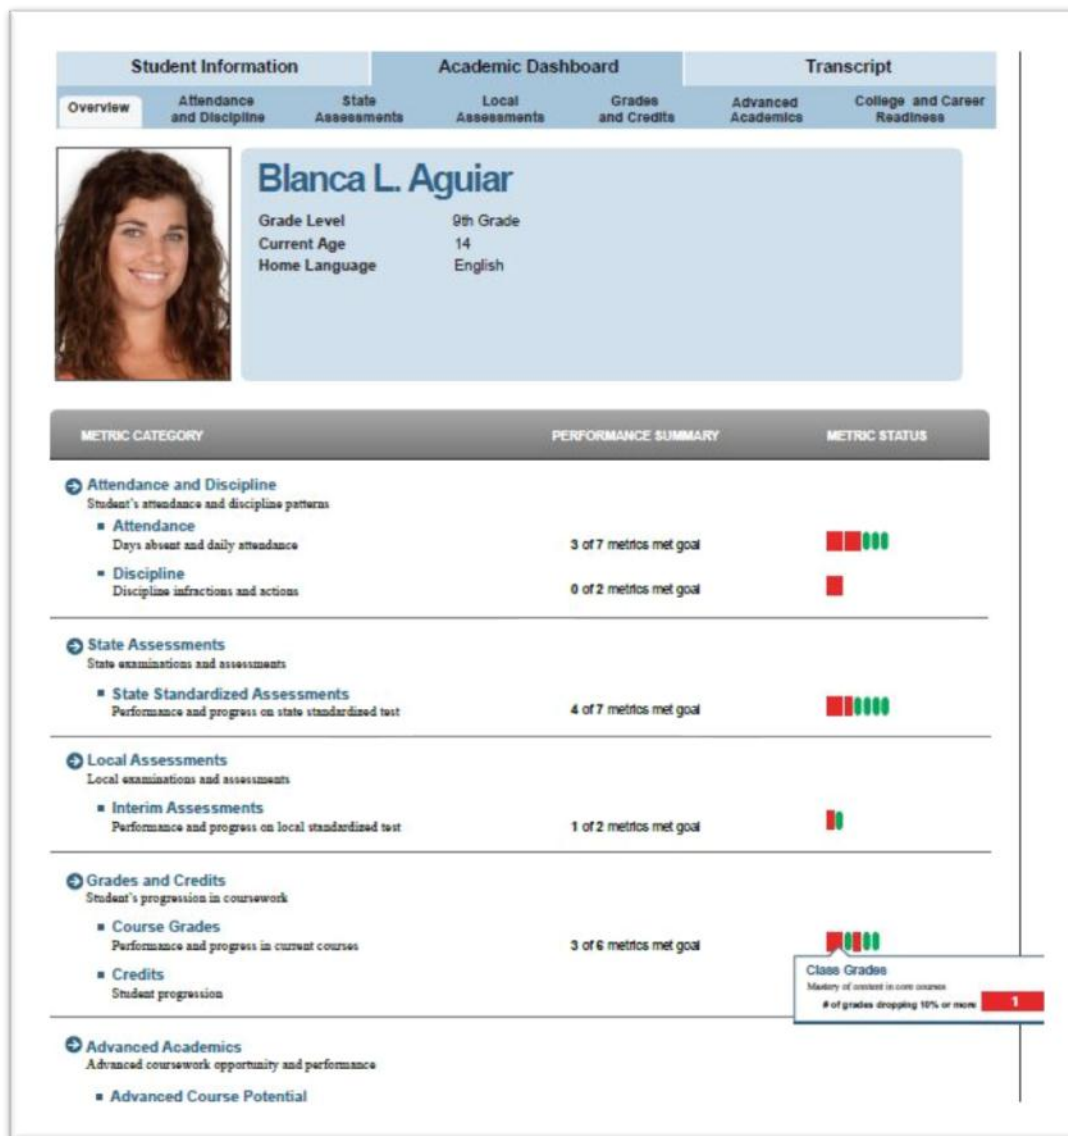 Student Information
Academic Dashboard
Transcript
Overview
Attendance
and Discipline
State
Assessments
Local
Assessments
Grades
and Credits
Advanced
Academics
College and Career
Readiness
Blanca L. Aguiar
Grade Level 9th Grade
Current Age 14
Home Language English
METRIC CATEGORY PERFORMANCE SUMMARY METRIC STATUS
Attendance and Discipline
Student's attendance and discipline patterns
Attendance
Days absent and daily attendance 3 of 7 metrics met goal
Discipline
Discipline infractions and actions 0 of 2 metrics met goal
State Assessments
State examinations and assessments
State Standardized Assessments
Performance and progress on state standardized test 4 of 7 metrics met goal
Local Assessments
Local examinations and assessments
Interim Assessments
Performance and progress on local standardized test 1 of 2 metrics met goal
Grades and Credits
Student's progression in coursework
Course Grades
Performance and progress in current courses 3 of 6 metrics met goal
Credits
Student progression
Class Grades
Mastery of content in core courses
# of grades dropping 10% or more 1
Advanced Academics
Advanced coursework opportunity and performance
Advanced Course Potential